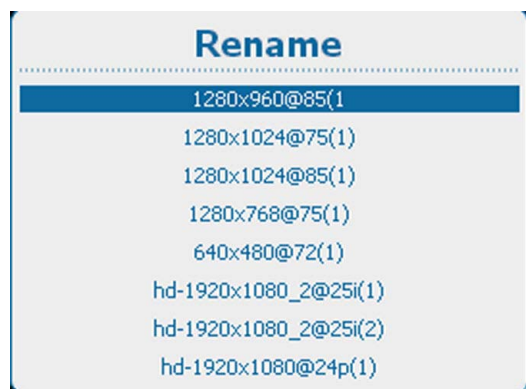 Rename
1280x960@85(1
1280x1024@75(1)
1280x1024@85(1)
1280x768@75(1)
640x480@72(1)
hd-1920x1080_2@25i(1)
hd-1920x1080_2@25i(2)
hd-1920x1080@24p(1)